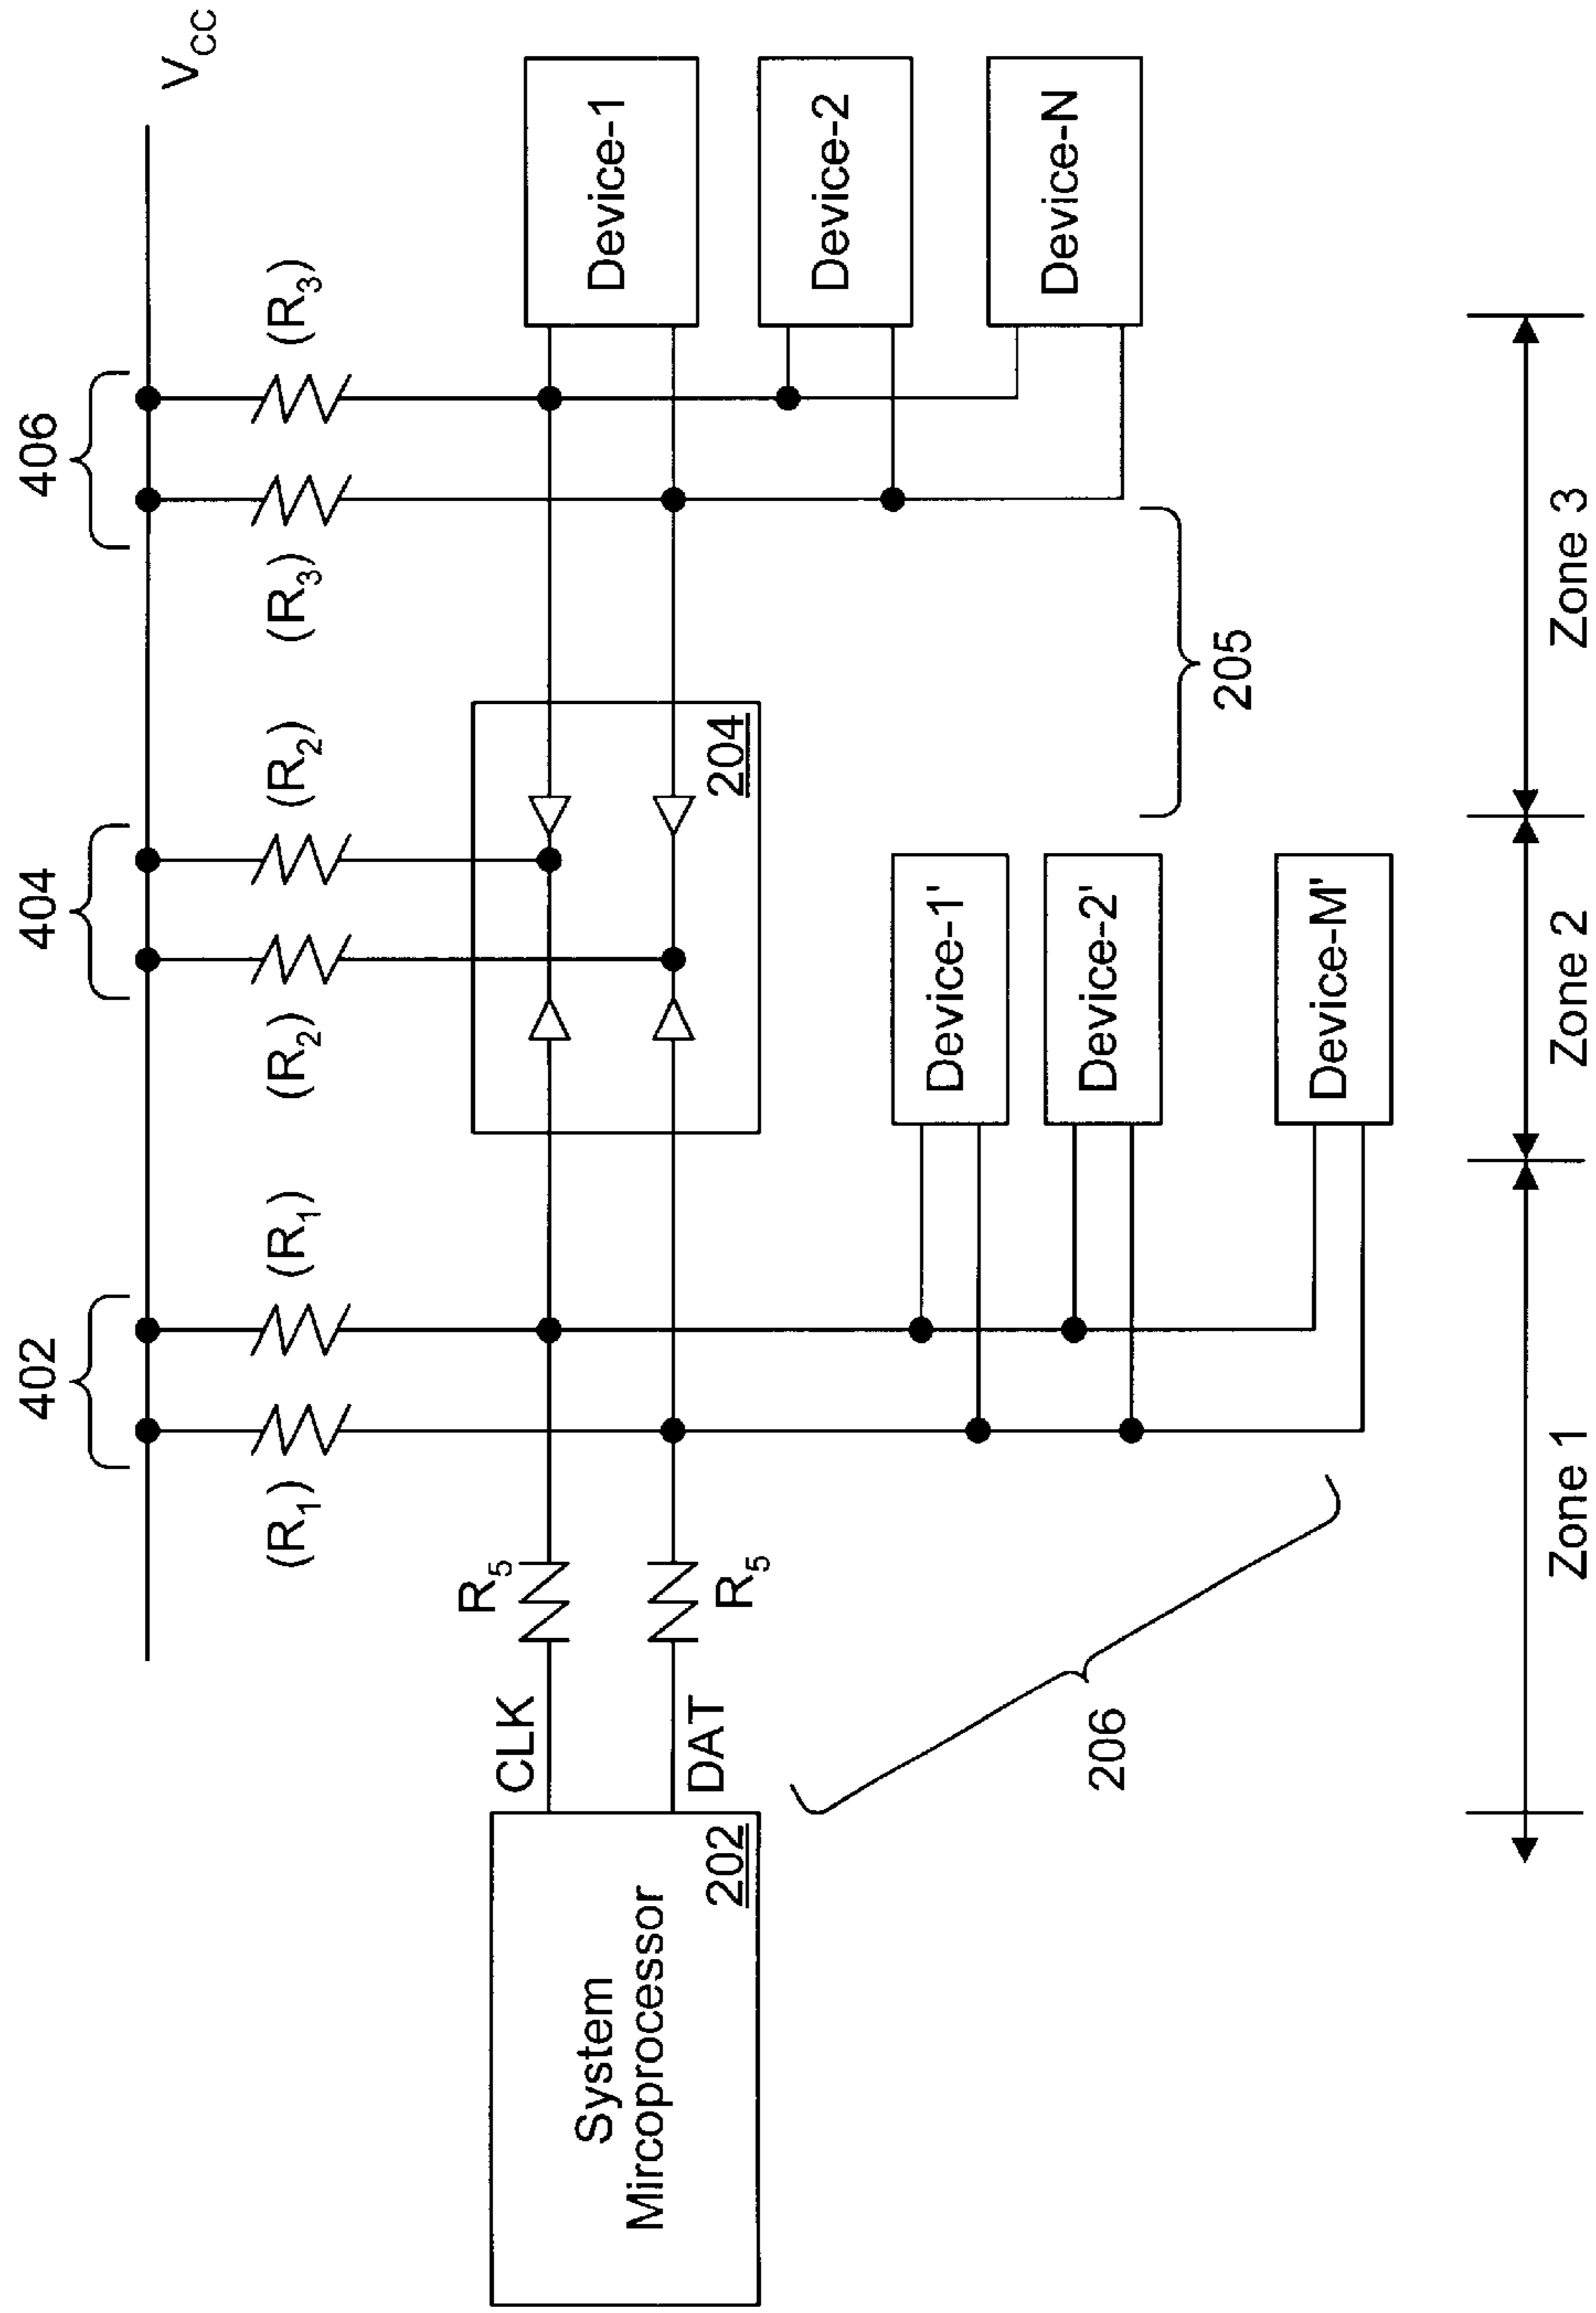 402
404
406
V_CC
(R₁)
(R₁)
(R₂)
(R₂)
(R₃)
(R₃)
R₅
CLK
DAT
R₅
System
Mircoprocessor
202
204
Device-1
Device-2
Device-N
205
Device-1'
Device-2'
Device-M'
206
Zone 1
Zone 2
Zone 3